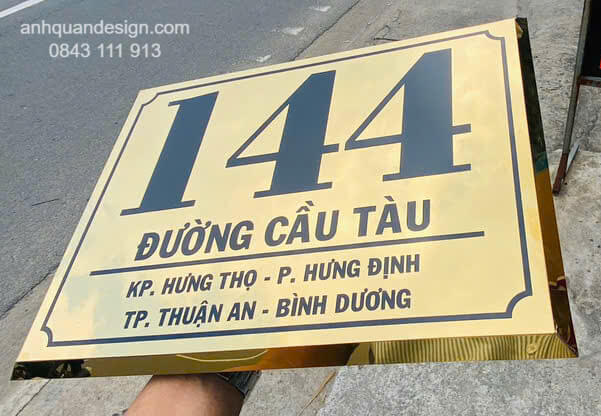 anhquandesign.com
0843 111 913
144
ĐƯỜNG CẦU TÀU
KP. HƯNG THỌ - P. HƯNG ĐỊNH
TP. THUẬN AN - BÌNH DƯƠNG